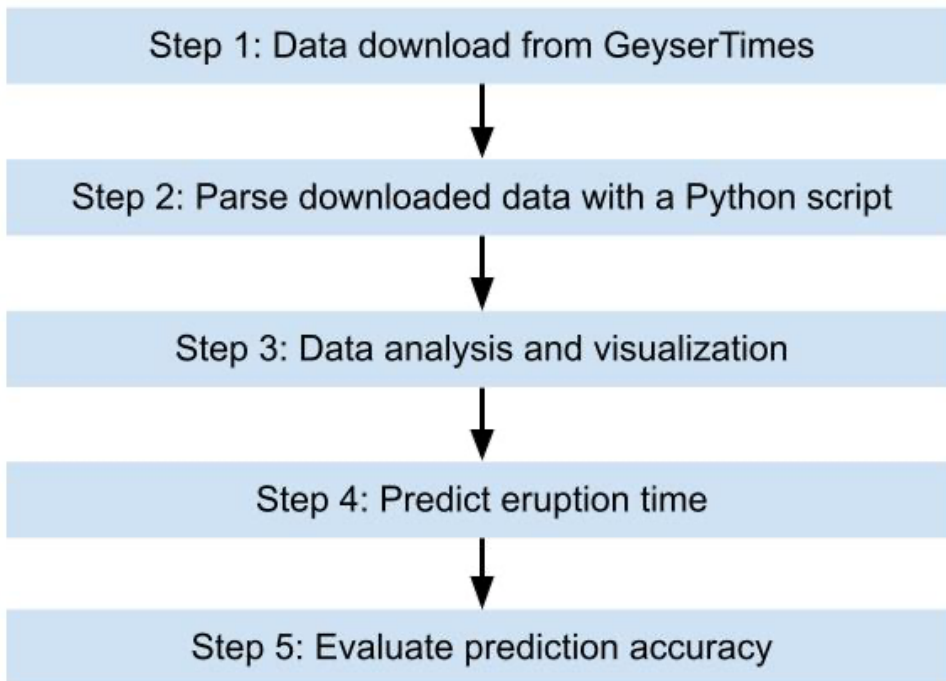 Step 1: Data download from GeyserTimes
Step 2: Parse downloaded data with a Python script
Step 3: Data analysis and visualization
Step 4: Predict eruption time
Step 5: Evaluate prediction accuracy